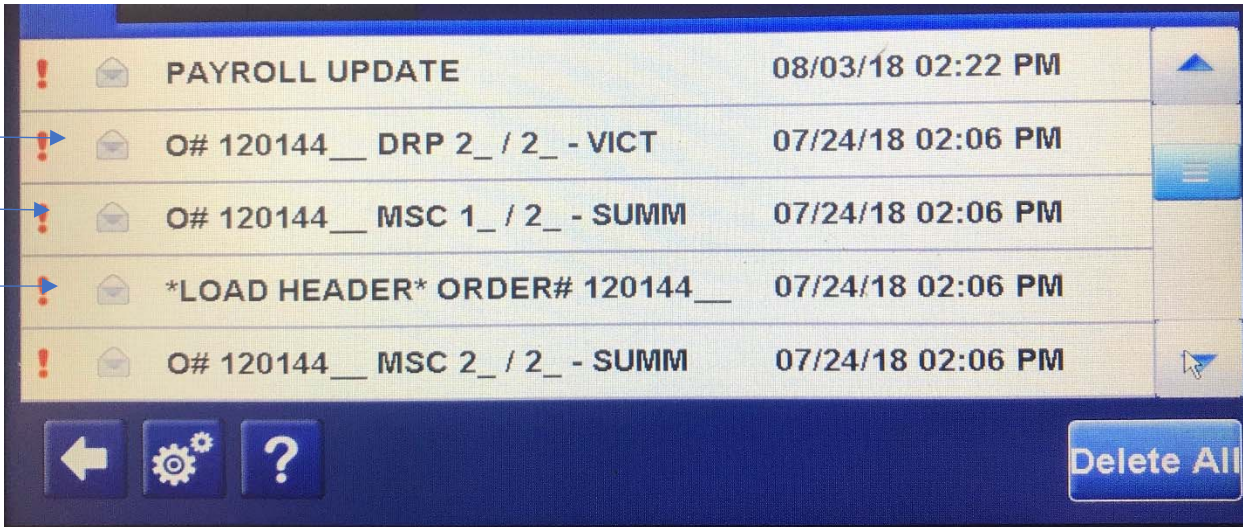 PAYROLL UPDATE 08/03/18 02:22 PM
O# 120144__ DRP 2_ / 2_ - VICT 07/24/18 02:06 PM
O# 120144__ MSC 1_ / 2_ - SUMM 07/24/18 02:06 PM
*LOAD HEADER* ORDER# 120144__ 07/24/18 02:06 PM
O# 120144__ MSC 2_ / 2_ - SUMM 07/24/18 02:06 PM
?
Delete All